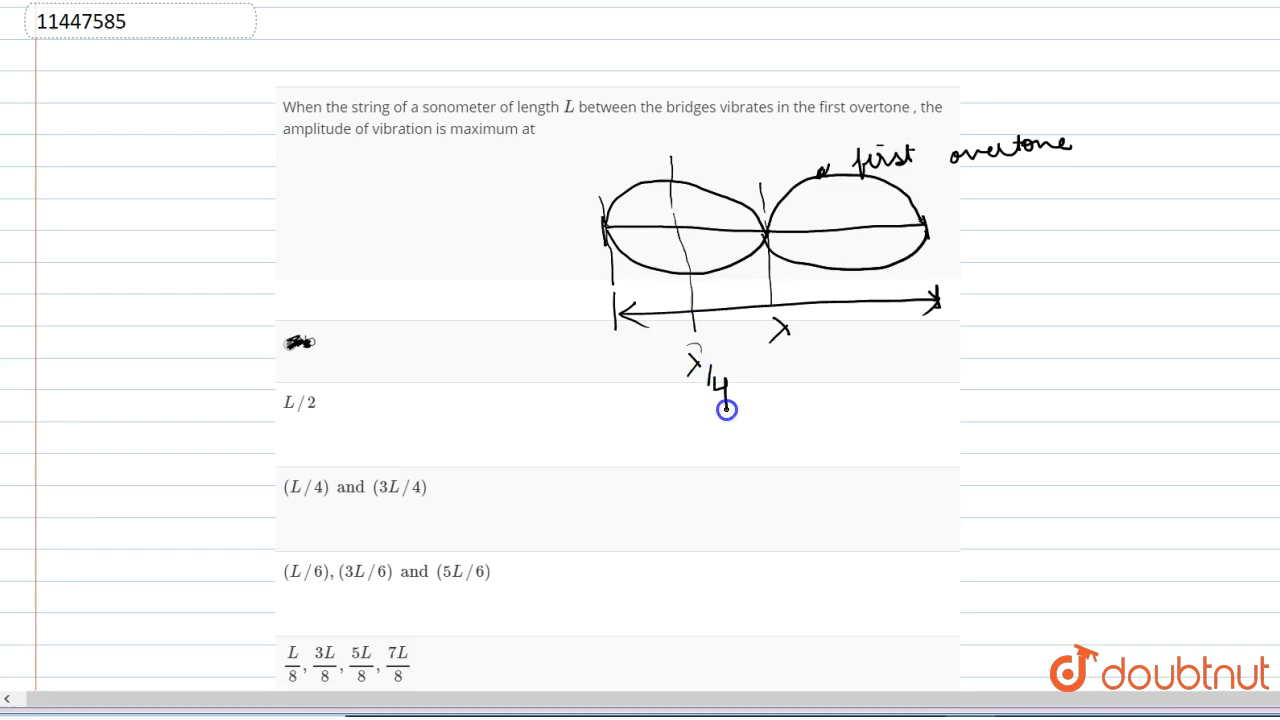 11447585
When the string of a sonometer of length L between the bridges vibrates in the first overtone , the
amplitude of vibration is maximum at
first overtone
λ
λ/4
L/2
(L/4) and (3L/4)
(L/6), (3L/6) and (5L/6)
L/8, 3L/8, 5L/8, 7L/8
doubtnut